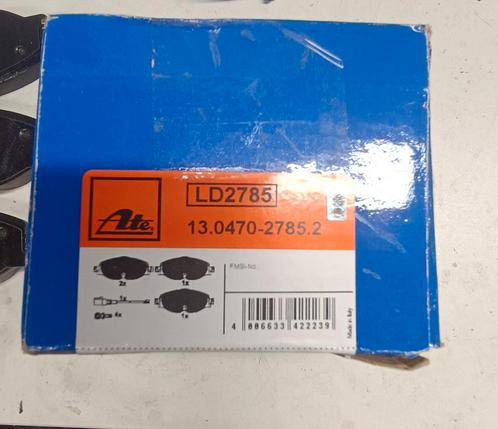 LD2785
Ate
13.0470-2785.2
FMSI-No.:
2x
1x
1x
4x
1x
4 006633 422239
Made in Italy